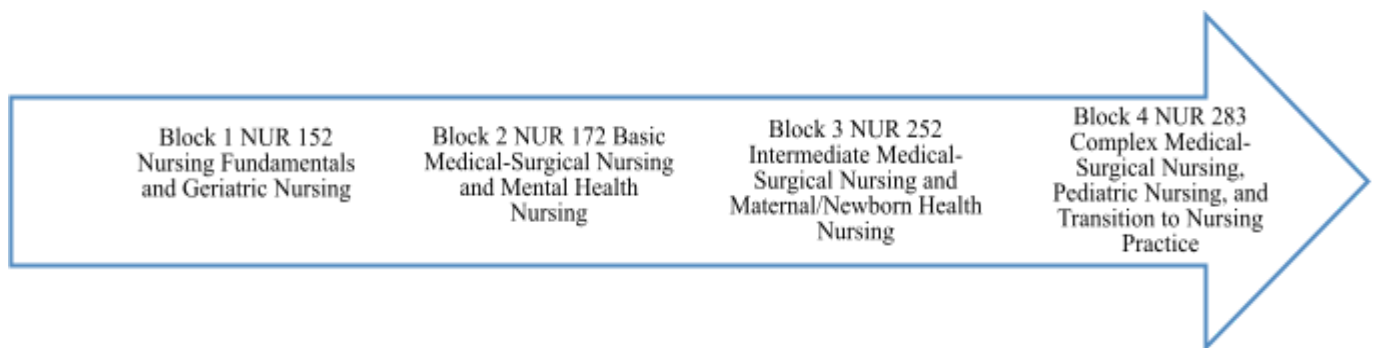 Block 1 NUR 152
Nursing Fundamentals
and Geriatric Nursing
Block 2 NUR 172 Basic
Medical-Surgical Nursing
and Mental Health
Nursing
Block 3 NUR 252
Intermediate Medical-
Surgical Nursing and
Maternal/Newborn Health
Nursing
Block 4 NUR 283
Complex Medical-
Surgical Nursing,
Pediatric Nursing, and
Transition to Nursing
Practice